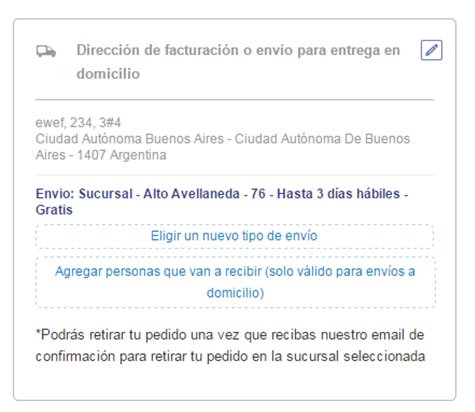 Dirección de facturación o envío para entrega en
domicilio
ewef, 234, 3#4
Ciudad Autónoma Buenos Aires - Ciudad Autónoma De Buenos
Aires - 1407 Argentina
Envio: Sucursal - Alto Avellaneda - 76 - Hasta 3 días hábiles -
Gratis
Eligir un nuevo tipo de envío
Agregar personas que van a recibir (solo válido para envíos a
domicilio)
*Podrás retirar tu pedido una vez que recibas nuestro email de
confirmación para retirar tu pedido en la sucursal seleccionada